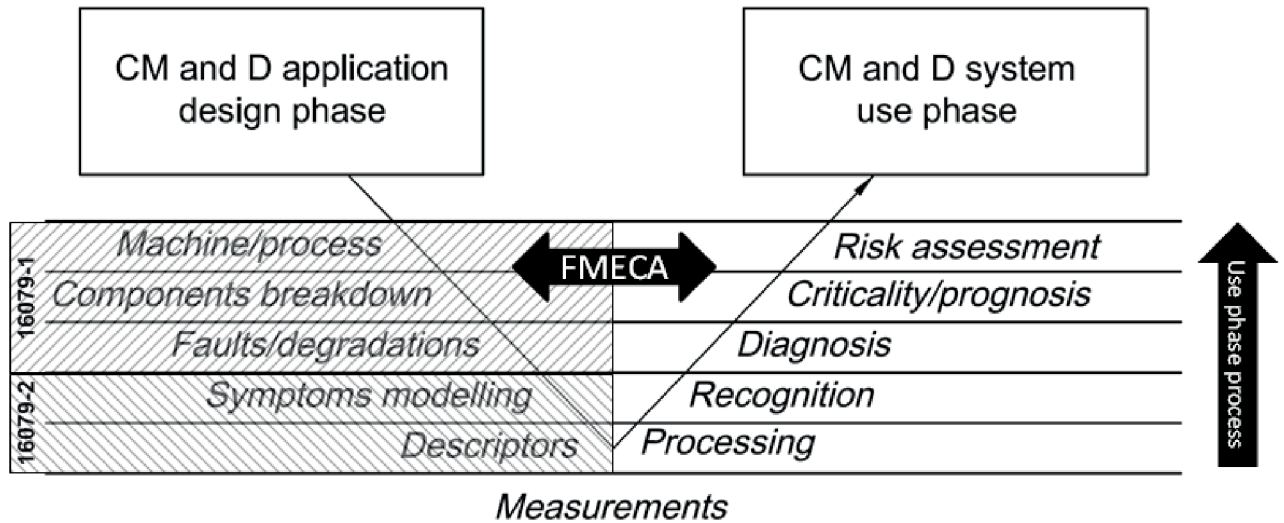 CM and D application
design phase
CM and D system
use phase
16079-1
Machine/process
FMECA
Risk assessment
Components breakdown
Criticality/prognosis
Faults/degradations
Diagnosis
16079-2
Symptoms modelling
Recognition
Descriptors
Processing
Use phase process
Measurements